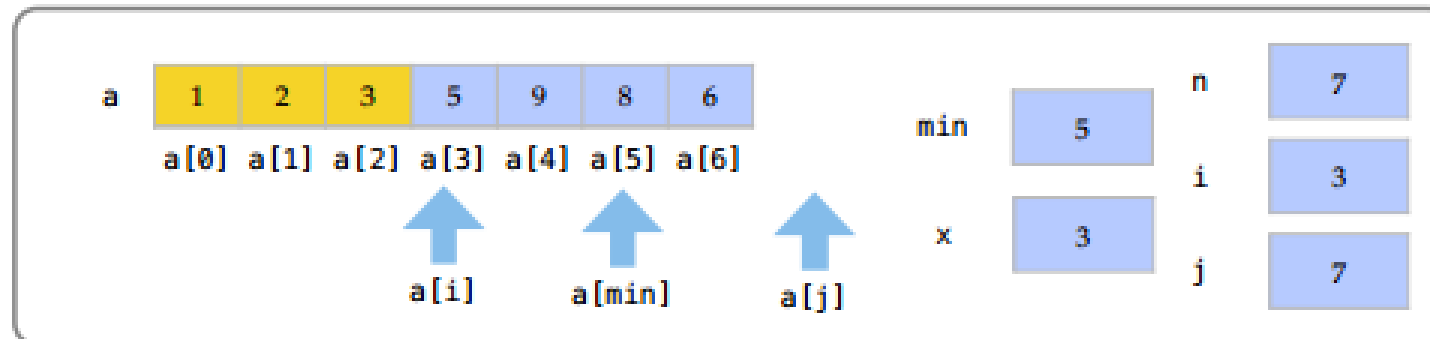 a 1 2 3 5 9 8 6
a[0] a[1] a[2] a[3] a[4] a[5] a[6]
a[i] a[min] a[j]
min 5
x 3
n 7
i 3
j 7